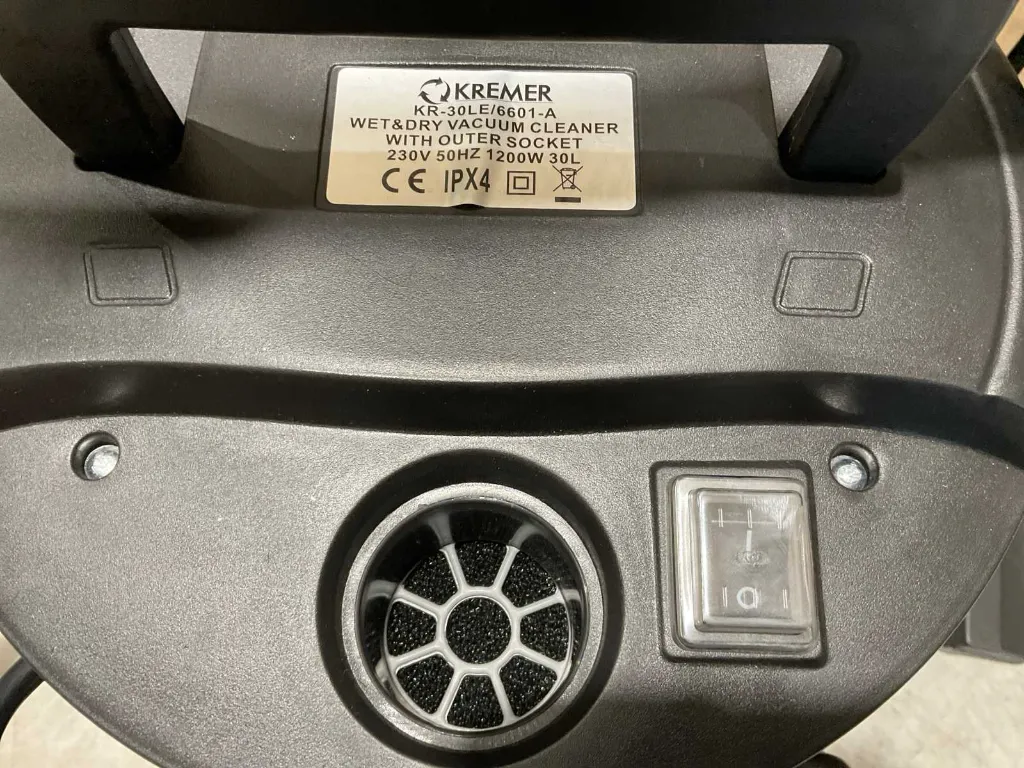 KREMER
KR-30LE/6601-A
WET&DRY VACUUM CLEANER
WITH OUTER SOCKET
230V 50HZ 1200W 30L
CE IPX4